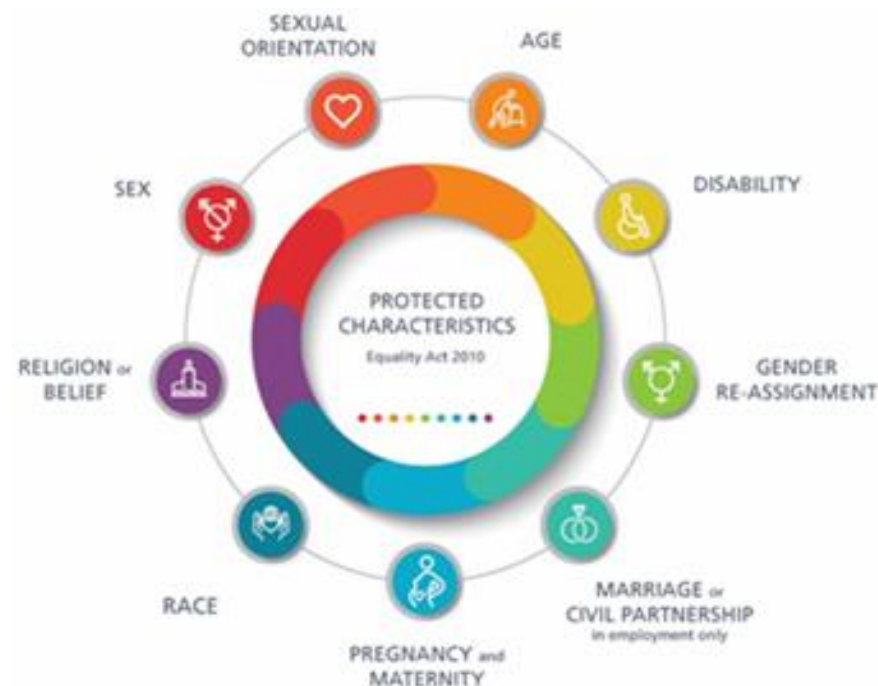 SEXUAL
ORIENTATION
AGE
DISABILITY
GENDER
RE-ASSIGNMENT
MARRIAGE or
CIVIL PARTNERSHIP
in employment only
PREGNANCY and
MATERNITY
RACE
RELIGION or
BELIEF
SEX
PROTECTED
CHARACTERISTICS
Equality Act 2010